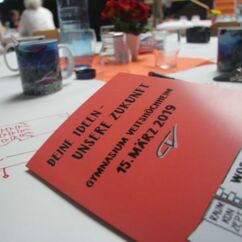 DEINE IDEEN -
UNSERE ZUKUNFT
GYMNASIUM VEITSHÖCHHEIM
15. MÄRZ 2019